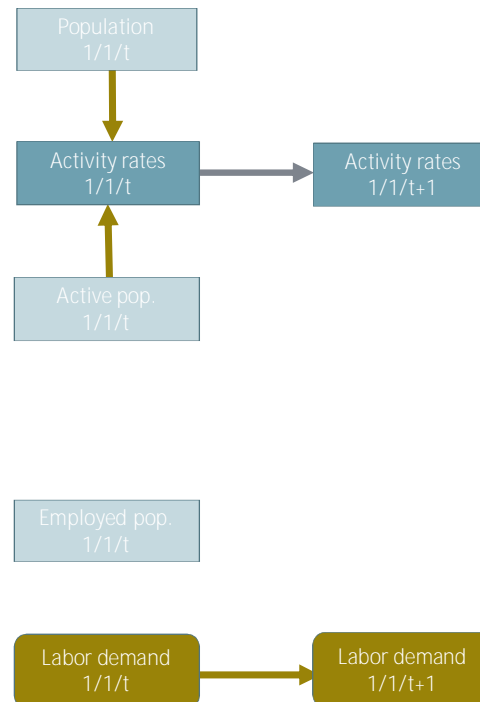 Population
1/1/t
Activity rates
1/1/t
Activity rates
1/1/t+1
Active pop.
1/1/t
Employed pop.
1/1/t
Labor demand
1/1/t
Labor demand
1/1/t+1